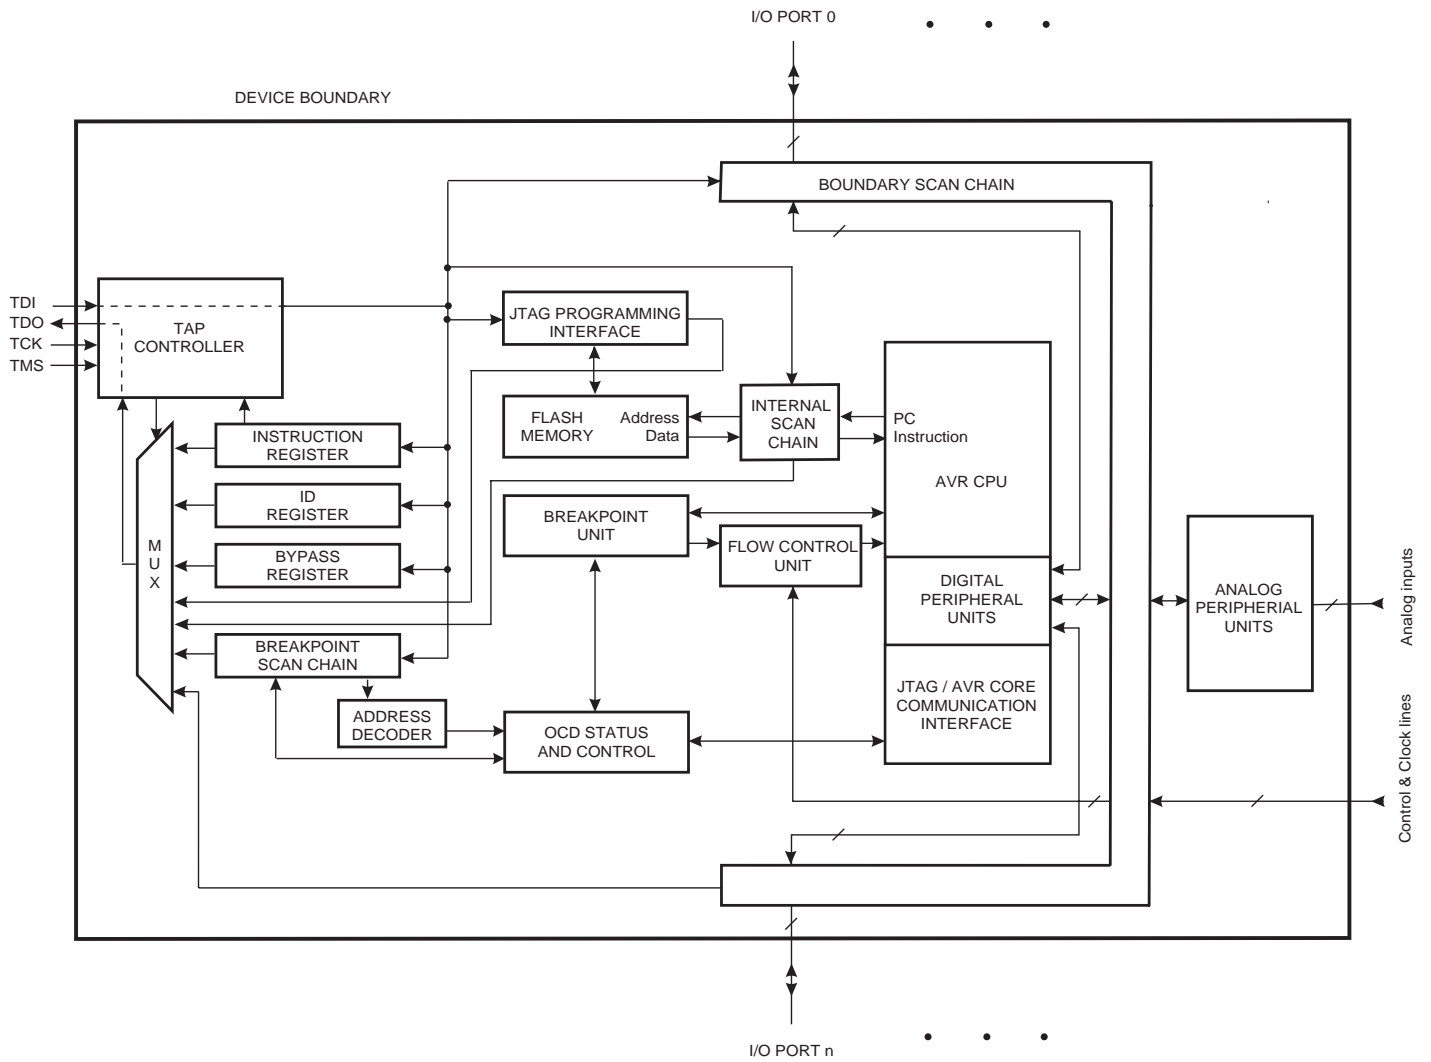 I/O PORT 0
DEVICE BOUNDARY
BOUNDARY SCAN CHAIN
TDI
TDO
TCK
TMS
TAP
CONTROLLER
JTAG PROGRAMMING
INTERFACE
FLASH
MEMORY
Address
Data
INTERNAL
SCAN
CHAIN
PC
Instruction
AVR CPU
INSTRUCTION
REGISTER
ID
REGISTER
BYPASS
REGISTER
M
U
X
BREAKPOINT
UNIT
FLOW CONTROL
UNIT
DIGITAL
PERIPHERAL
UNITS
ANALOG
PERIPHERIAL
UNITS
Analog inputs
BREAKPOINT
SCAN CHAIN
ADDRESS
DECODER
OCD STATUS
AND CONTROL
JTAG / AVR CORE
COMMUNICATION
INTERFACE
Control & Clock lines
I/O PORT n